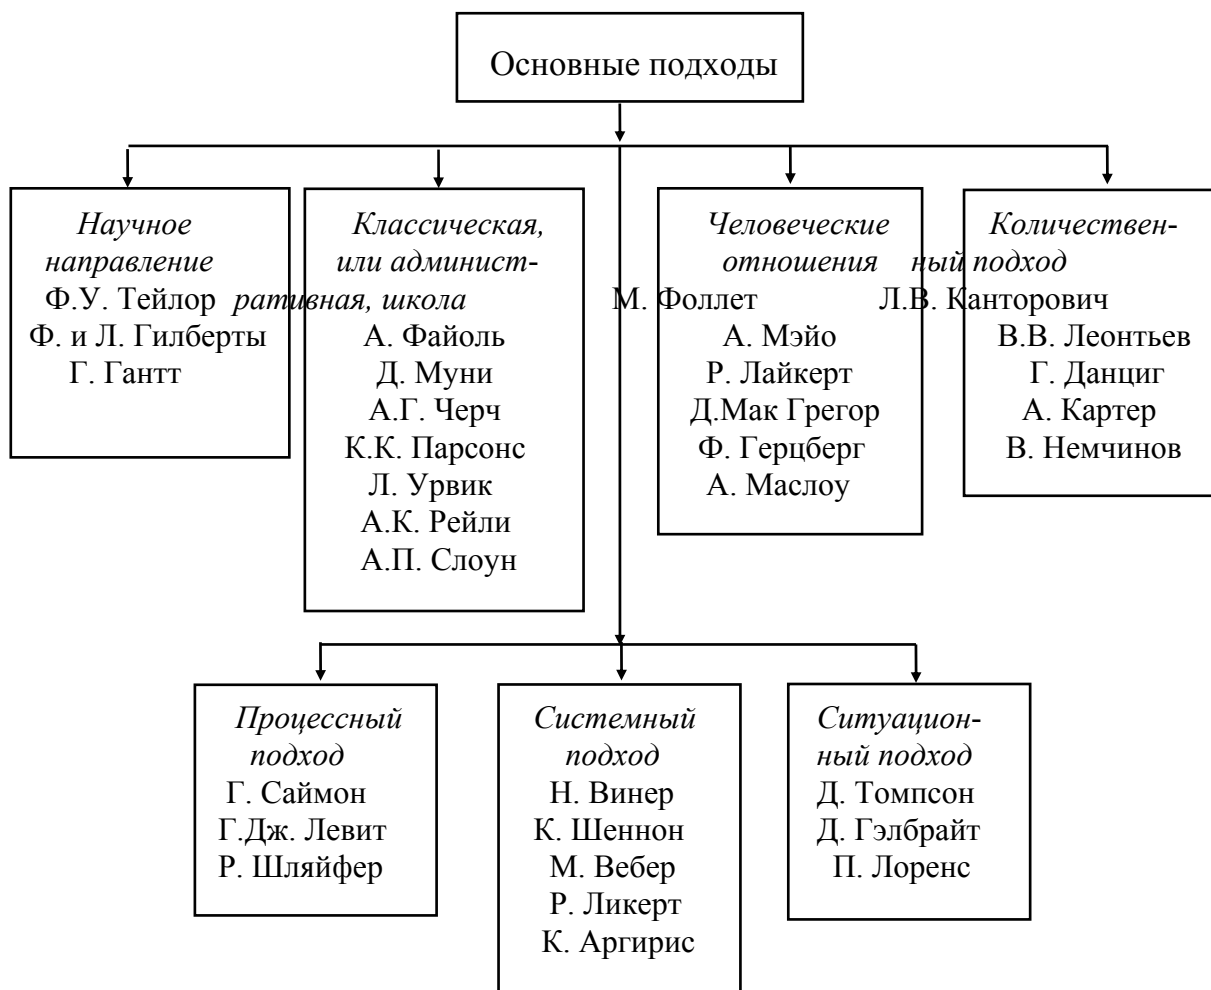 Основные подходы
Научное
направление
Ф.У. Тейлор
Ф. и Л. Гилберты
Г. Гантт
Классическая,
или админист-
ративная, школа
А. Файоль
Д. Муни
А.Г. Черч
К.К. Парсонс
Л. Урвик
А.К. Рейли
А.П. Слоун
Человеческие
отношения
М. Фоллет
А. Мэйо
Р. Лайкерт
Д.Мак Грегор
Ф. Герцберг
А. Маслоу
Количествен-
ный подход
Л.В. Канторович
В.В. Леонтьев
Г. Данциг
А. Картер
В. Немчинов
Процессный
подход
Г. Саймон
Г.Дж. Левит
Р. Шляйфер
Системный
подход
Н. Винер
К. Шеннон
М. Вебер
Р. Ликерт
К. Аргирис
Ситуацион-
ный подход
Д. Томпсон
Д. Гэлбрайт
П. Лоренс